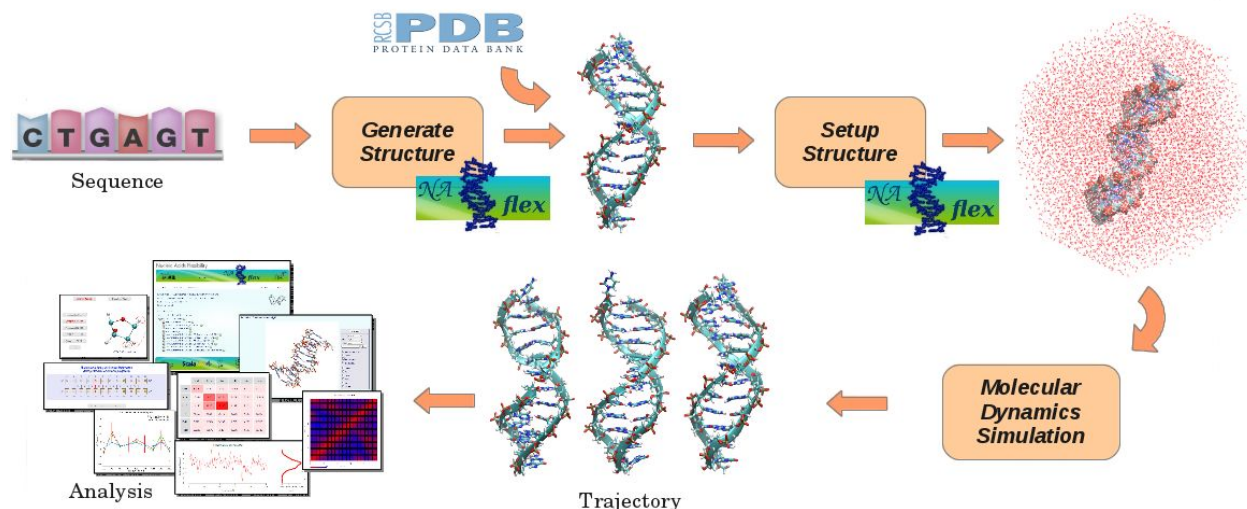 RCSB
PDB
PROTEIN DATA BANK
C T G A G T
Sequence
Generate
Structure
NA
flex
Setup
Structure
NA
flex
Molecular
Dynamics
Simulation
Trajectory
Analysis
flex